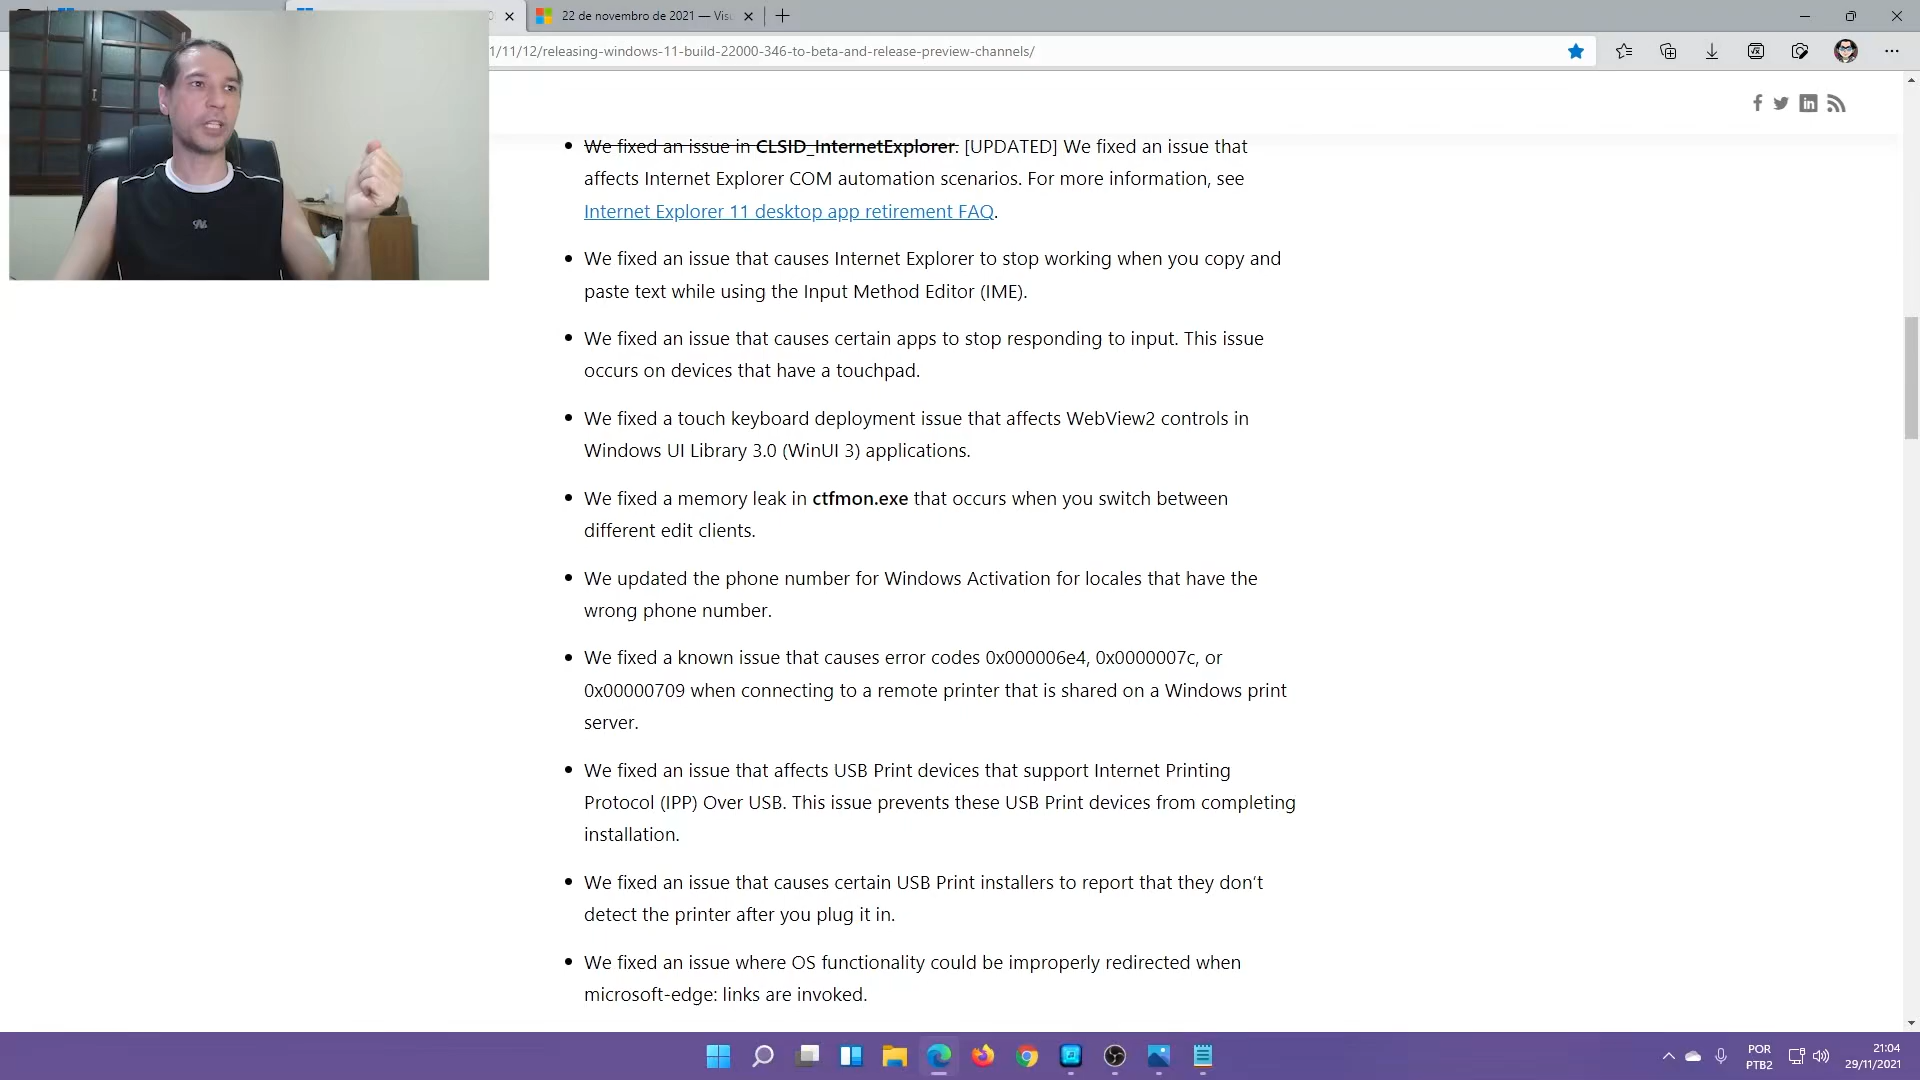 22 de novembro de 2021 — Vis
1/11/12/releasing-windows-11-build-22000-346-to-beta-and-release-preview-channels/
We fixed an issue in CLSID_InternetExplorer. [UPDATED] We fixed an issue that
affects Internet Explorer COM automation scenarios. For more information, see
Internet Explorer 11 desktop app retirement FAQ.
We fixed an issue that causes Internet Explorer to stop working when you copy and
paste text while using the Input Method Editor (IME).
We fixed an issue that causes certain apps to stop responding to input. This issue
occurs on devices that have a touchpad.
We fixed a touch keyboard deployment issue that affects WebView2 controls in
Windows UI Library 3.0 (WinUI 3) applications.
We fixed a memory leak in ctfmon.exe that occurs when you switch between
different edit clients.
We updated the phone number for Windows Activation for locales that have the
wrong phone number.
We fixed a known issue that causes error codes 0x000006e4, 0x0000007c, or
0x00000709 when connecting to a remote printer that is shared on a Windows print
server.
We fixed an issue that affects USB Print devices that support Internet Printing
Protocol (IPP) Over USB. This issue prevents these USB Print devices from completing
installation.
We fixed an issue that causes certain USB Print installers to report that they don’t
detect the printer after you plug it in.
We fixed an issue where OS functionality could be improperly redirected when
microsoft-edge: links are invoked.
POR
PTB2
21:04
29/11/2021